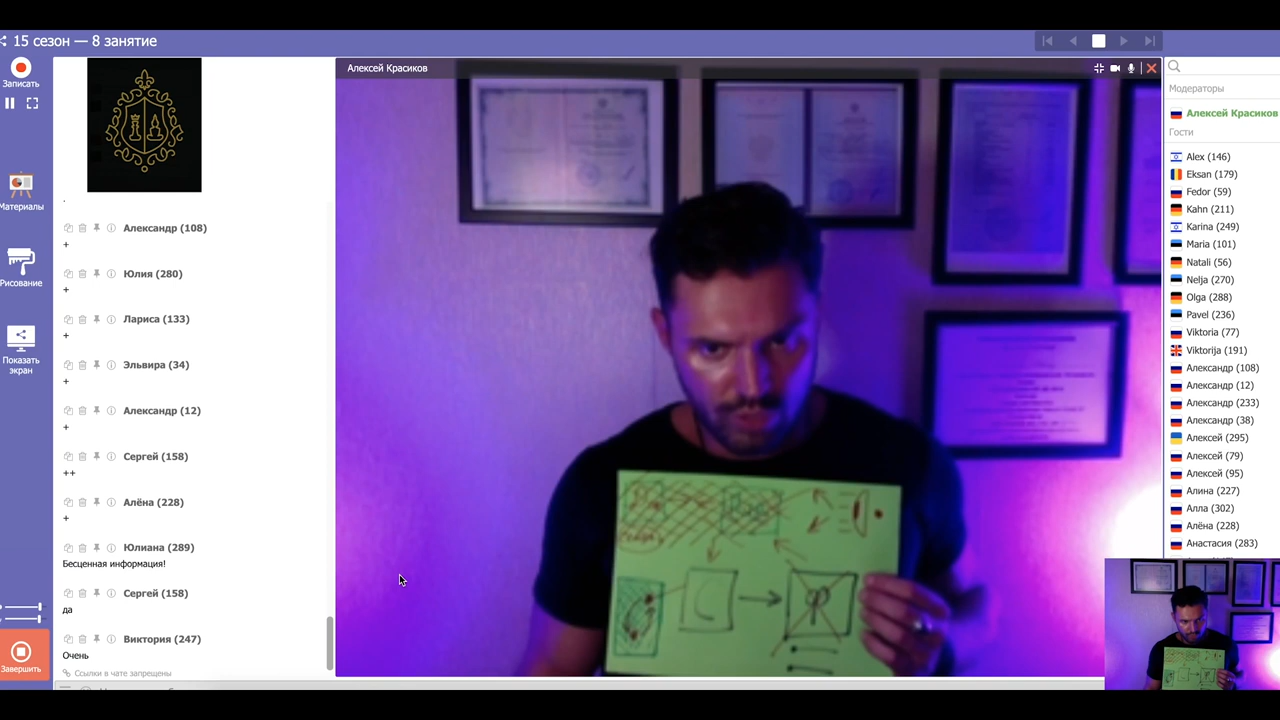 15 сезон — 8 занятие
Записать
Материалы
Рисование
Показать
экран
Завершить
Александр (108)
+
Юлия (280)
+
Лариса (133)
+
Эльвира (34)
+
Александр (12)
+
Сергей (158)
++
Алёна (228)
+
Юлиана (289)
Бесценная информация!
Сергей (158)
да
Виктория (247)
Очень
Ссылки в чате запрещены
Алексей Красиков
Модераторы
Алексей Красиков
Гости
Alex (146)
Eksan (179)
Fedor (59)
Kahn (211)
Karina (249)
Maria (101)
Natali (56)
Nelja (270)
Olga (288)
Pavel (236)
Viktoria (77)
Viktorija (191)
Александр (108)
Александр (12)
Александр (233)
Александр (38)
Алексей (295)
Алексей (79)
Алексей (95)
Алина (227)
Алла (302)
Алёна (228)
Анастасия (283)